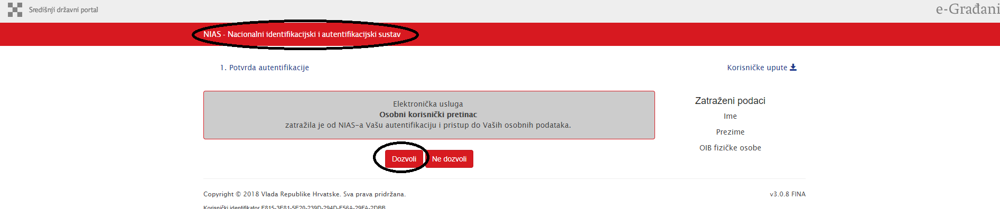 Središnji državni portal
e-Građani
NIAS - Nacionalni identifikacijski i autentifikacijski sustav
1. Potvrda autentifikacije
Korisničke upute
Elektronička usluga
Osobni korisnički pretinac
zatražila je od NIAS-a Vašu autentifikaciju i pristup do Vaših osobnih podataka.
Dozvoli
Ne dozvoli
Zatraženi podaci
Ime
Prezime
OIB fizičke osobe
Copyright © 2018 Vlada Republike Hrvatske. Sva prava pridržana.
v3.0.8 FINA
Korisnički identifikator